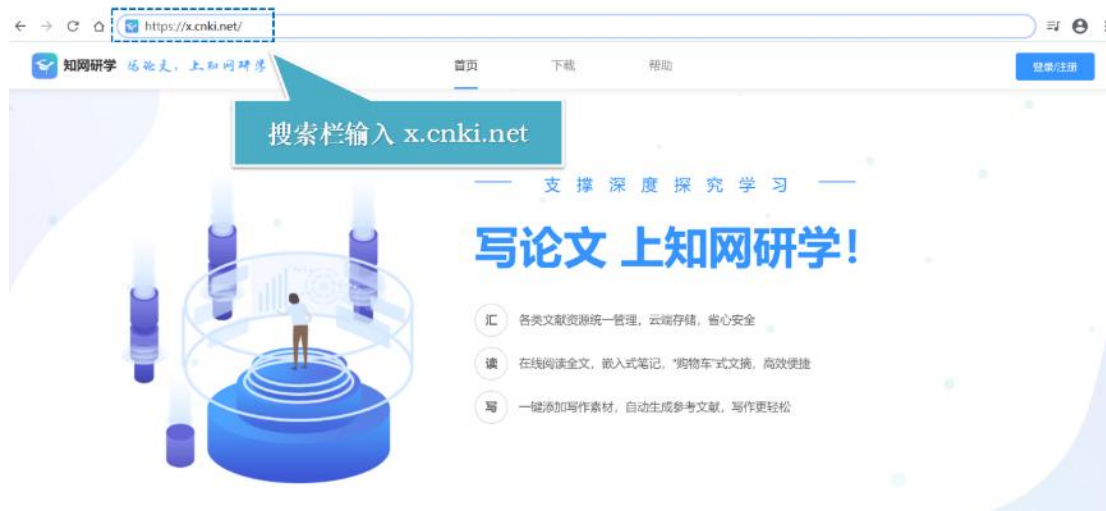 https://x.cnki.net/
知网研学 写论文，上知网研学
首页 下载 帮助
登录/注册
搜索栏输入 x.cnki.net
支撑深度探究学习
写论文 上知网研学!
汇 各类文献资源统一管理，云端存储，省心安全
读 在线阅读全文，嵌入式笔记，“购物车”式文摘，高效便捷
写 一键添加写作素材，自动生成参考文献，写作更轻松